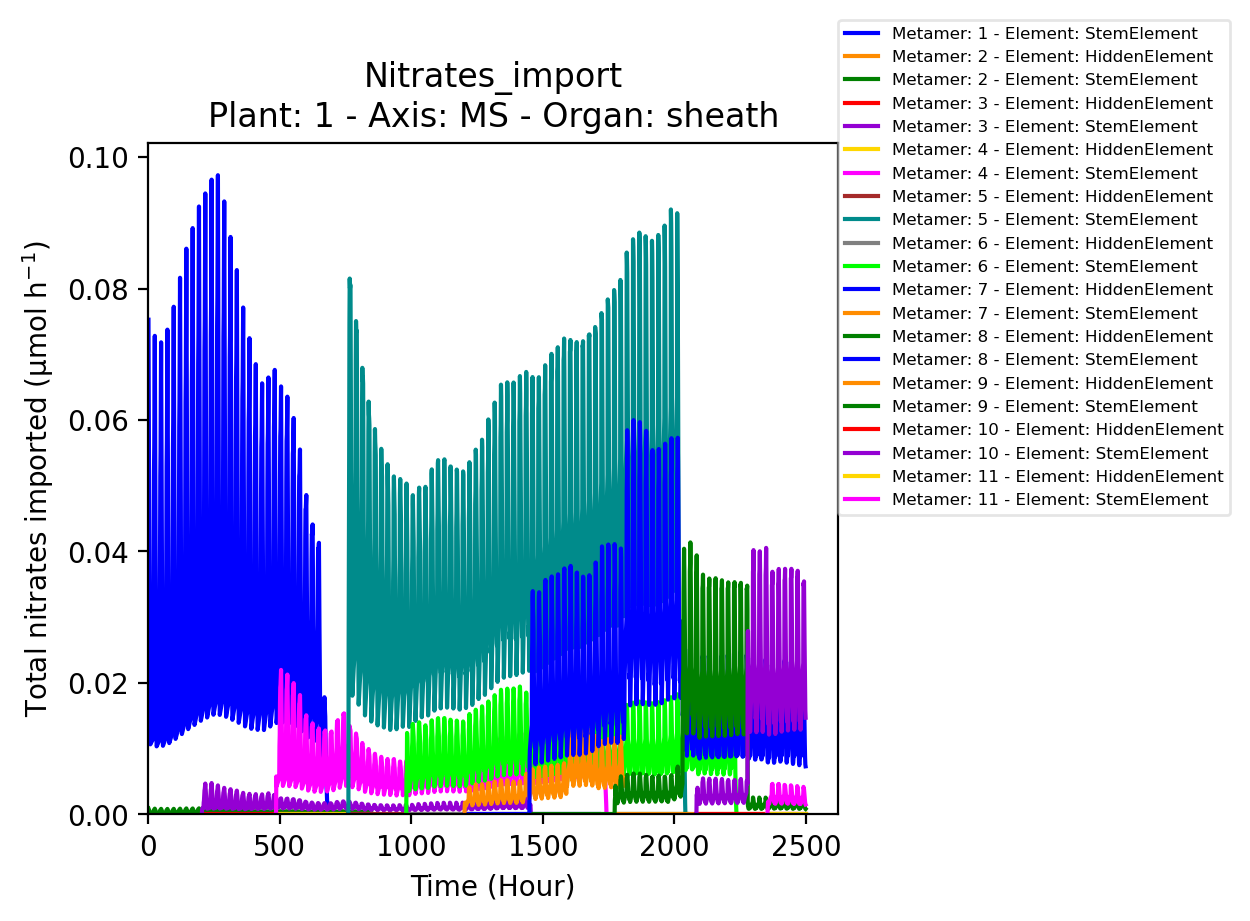 Nitrates_import
Plant: 1 - Axis: MS - Organ: sheath
Metamer: 1 - Element: StemElement
Metamer: 2 - Element: HiddenElement
Metamer: 2 - Element: StemElement
Metamer: 3 - Element: HiddenElement
Metamer: 3 - Element: StemElement
Metamer: 4 - Element: HiddenElement
Metamer: 4 - Element: StemElement
Metamer: 5 - Element: HiddenElement
Metamer: 5 - Element: StemElement
Metamer: 6 - Element: HiddenElement
Metamer: 6 - Element: StemElement
Metamer: 7 - Element: HiddenElement
Metamer: 7 - Element: StemElement
Metamer: 8 - Element: HiddenElement
Metamer: 8 - Element: StemElement
Metamer: 9 - Element: HiddenElement
Metamer: 9 - Element: StemElement
Metamer: 10 - Element: HiddenElement
Metamer: 10 - Element: StemElement
Metamer: 11 - Element: HiddenElement
Metamer: 11 - Element: StemElement
Total nitrates imported (µmol h⁻¹)
0.10
0.08
0.06
0.04
0.02
0.00
0 500 1000 1500 2000 2500
Time (Hour)